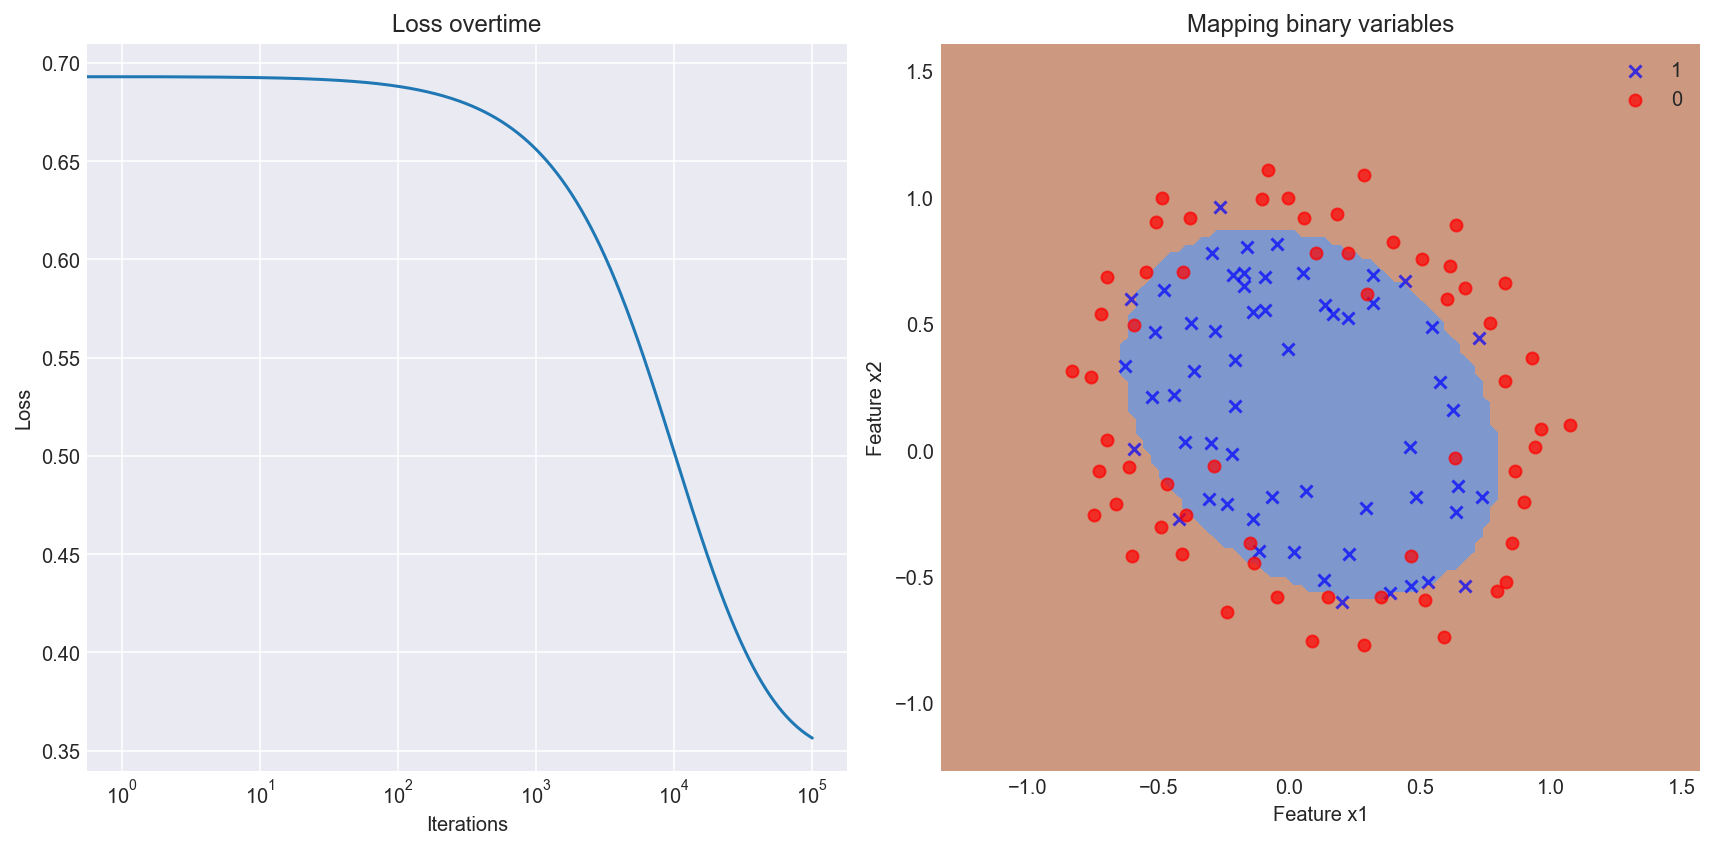 Loss overtime
0.70
0.65
0.60
0.55
0.50
0.45
0.40
0.35
Loss
10^0 10^1 10^2 10^3 10^4 10^5
Iterations
Mapping binary variables
1
0
1.5
1.0
0.5
0.0
−0.5
−1.0
Feature x2
−1.0 −0.5 0.0 0.5 1.0 1.5
Feature x1